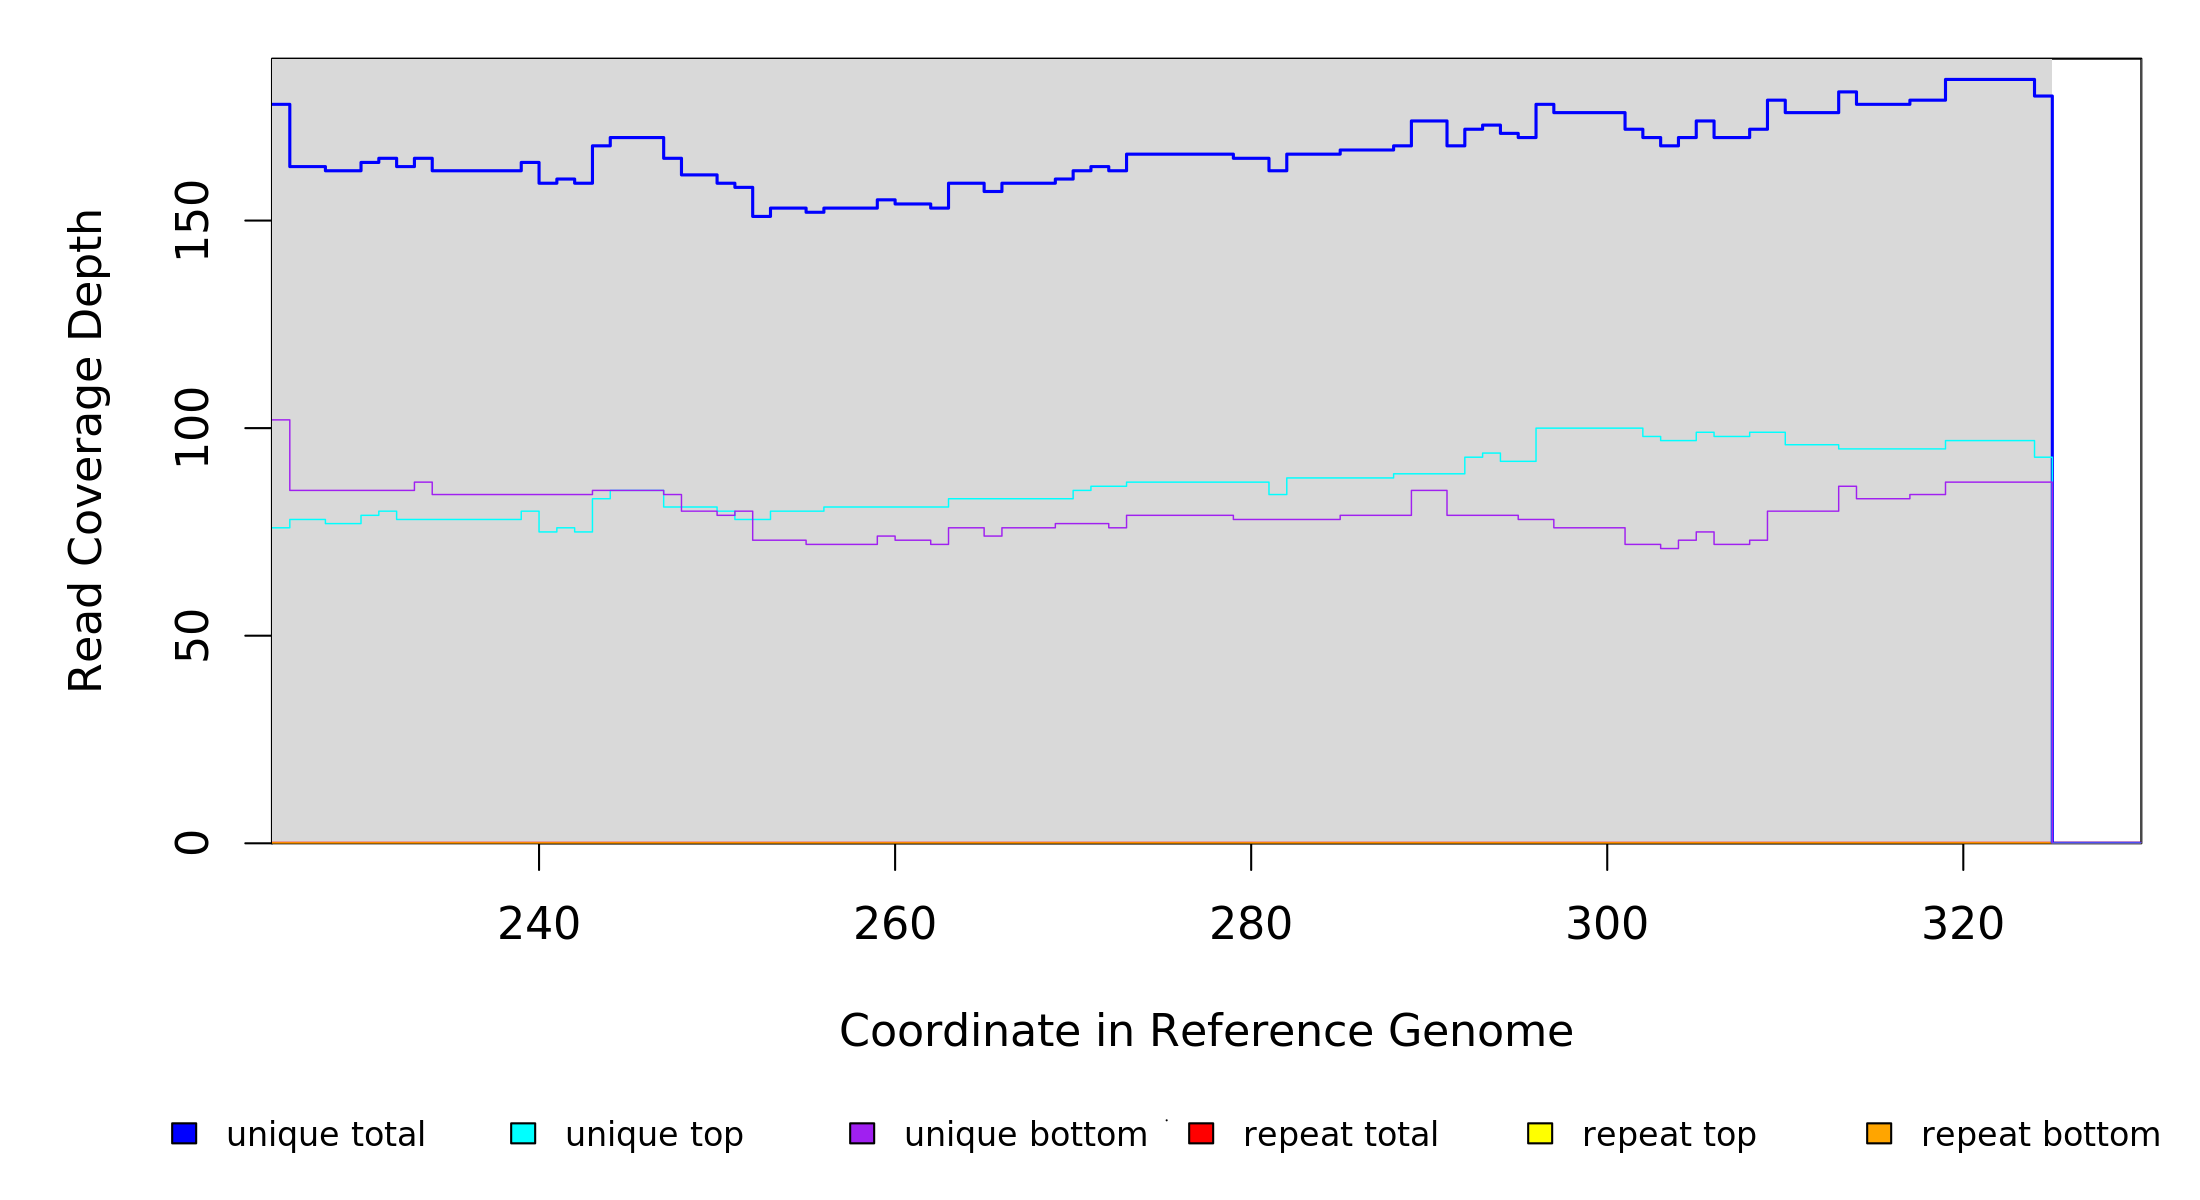 Read Coverage Depth
150
100
50
0
240 260 280 300 320
Coordinate in Reference Genome
unique total unique top unique bottom repeat total repeat top repeat bottom